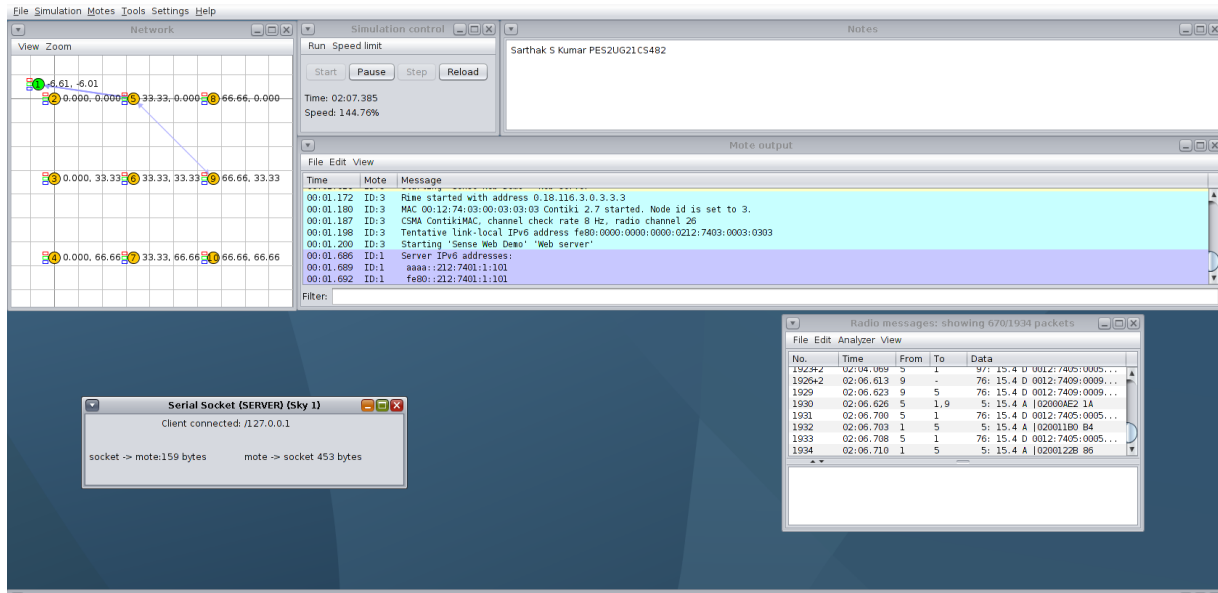 File Simulation Motes Tools Settings Help
Network
View Zoom
1 -6.61, -6.01
2 0.000, 0.000 5 33.33, 0.000 8 66.66, 0.000
3 0.000, 33.33 6 33.33, 33.33 9 66.66, 33.33
4 0.000, 66.66 7 33.33, 66.66 10 66.66, 66.66
Simulation control
Run Speed limit
Start Pause Step Reload
Time: 02:07.385
Speed: 144.76%
Notes
Sarthak S Kumar PES2UG21CS482
Mote output
File Edit View
Time Mote Message
00:01.172 ID:3 Rime started with address 0.18.116.3.0.3.3.3
00:01.180 ID:3 MAC 00:12:74:03:00:03:03:03 Contiki 2.7 started. Node id is set to 3.
00:01.187 ID:3 CSMA ContikiMAC, channel check rate 8 Hz, radio channel 26
00:01.198 ID:3 Tentative link-local IPv6 address fe80:0000:0000:0000:0212:7403:0003:0303
00:01.200 ID:3 Starting 'Sense Web Demo' 'Web server'
00:01.686 ID:1 Server IPv6 addresses:
00:01.689 ID:1 aaaa::212:7401:1:101
00:01.692 ID:1 fe80::212:7401:1:101
Filter:
Radio messages: showing 670/1934 packets
File Edit Analyzer View
No. Time From To Data
1923+2 02:04.069 5 1 97: 15.4 D 0012:7405:0005...
1926+2 02:06.613 9 - 76: 15.4 D 0012:7409:0009...
1929 02:06.623 9 5 76: 15.4 D 0012:7409:0009...
1930 02:06.626 5 1,9 5: 15.4 A |02000AE2 1A
1931 02:06.700 5 1 76: 15.4 D 0012:7405:0005...
1932 02:06.703 1 5 5: 15.4 A |020011B0 B4
1933 02:06.708 5 1 76: 15.4 D 0012:7405:0005...
1934 02:06.710 1 5 5: 15.4 A |0200122B 86
Serial Socket (SERVER) (Sky 1)
Client connected: /127.0.0.1
socket -> mote:159 bytes mote -> socket 453 bytes